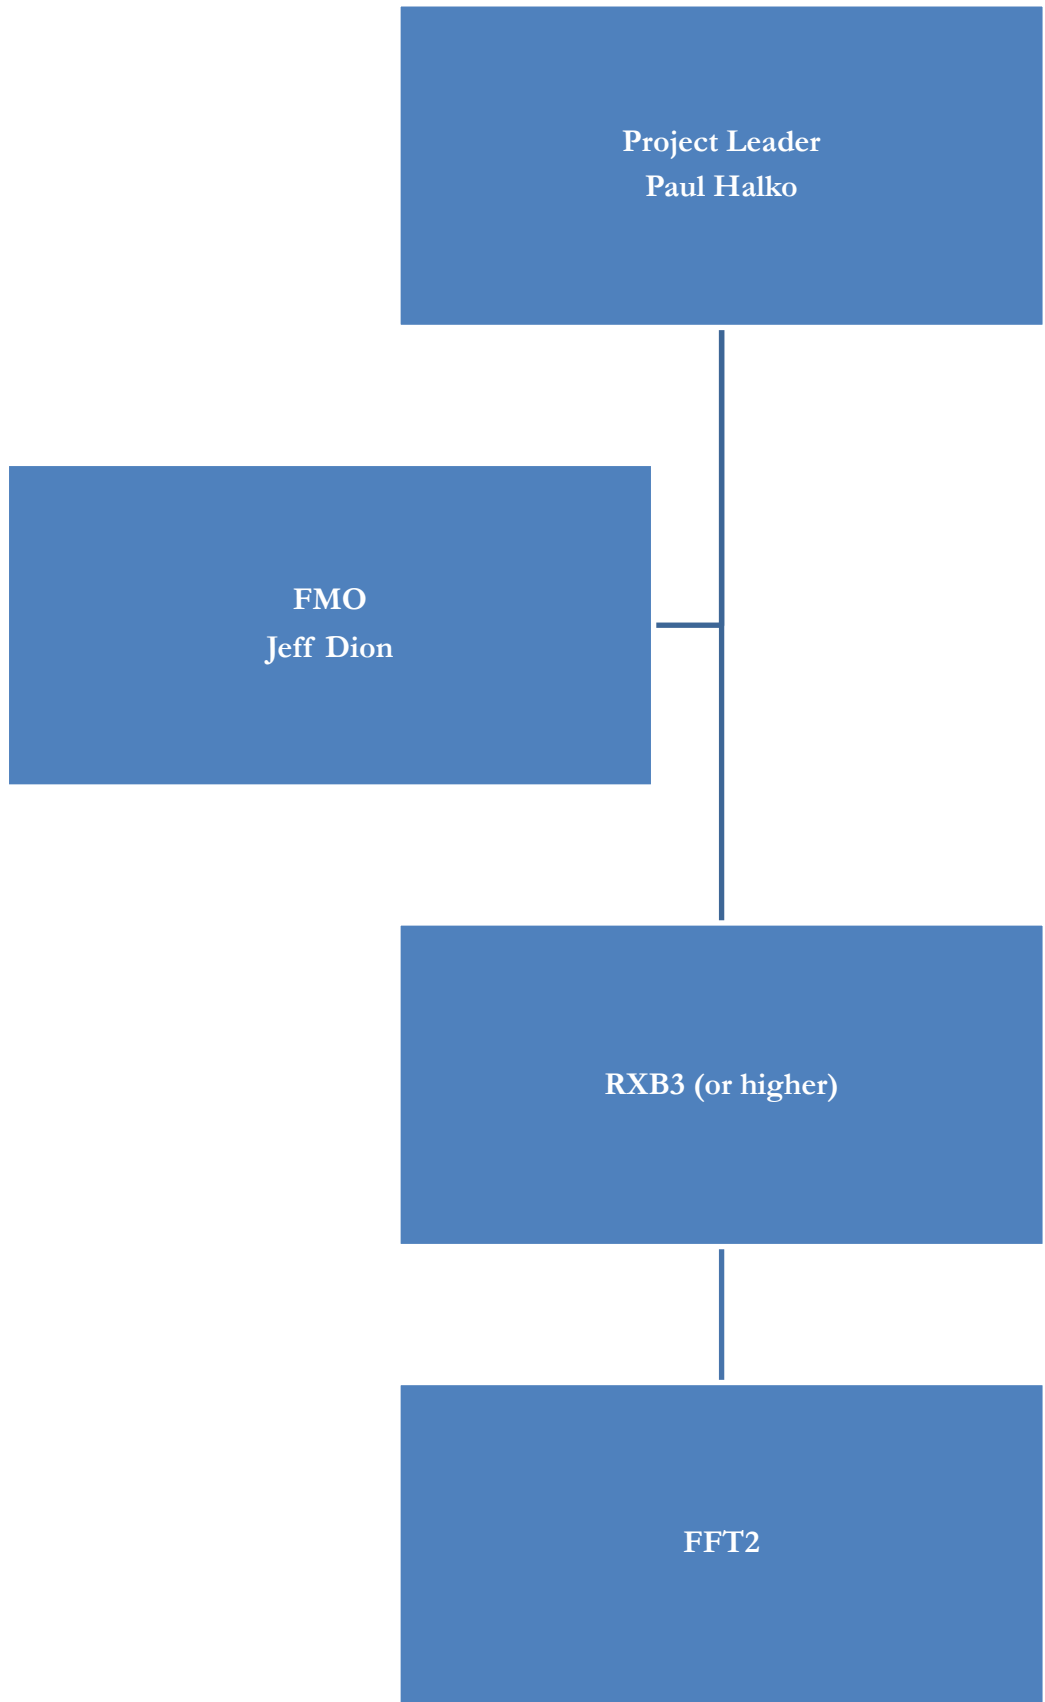 Project Leader
Paul Halko
FMO
Jeff Dion
RXB3 (or higher)
FFT2